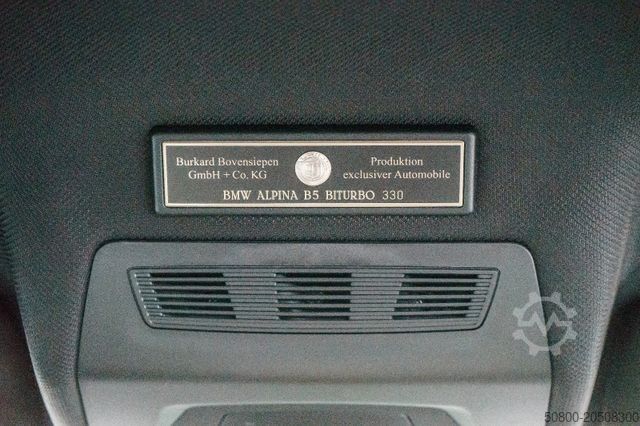 Burkard Bovensiepen
GmbH + Co. KG
Produktion
exclusiver Automobile
BMW ALPINA B5 BITURBO 330
50800-20508300